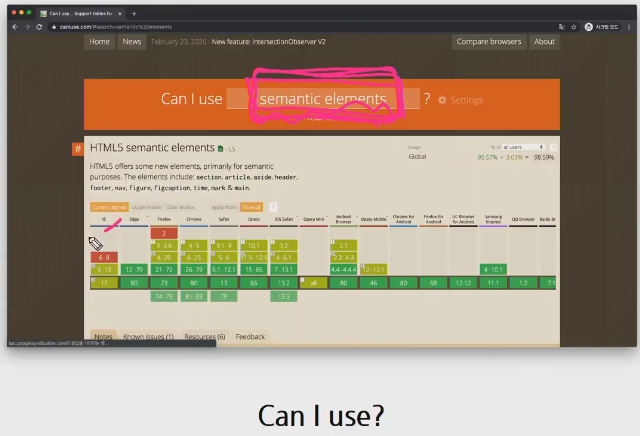 Can I use... Support tables for
caniuse.com/#search=semantic%20elements
시크릿 모드
Home
News
February 23, 2020 - New feature: IntersectionObserver V2
Compare browsers
About
Can I use
semantic elements
?
Settings
#
HTML5 semantic elements
- LS
Usage
% of
all users
Global
95.57% + 3.01% = 98.59%
HTML5 offers some new elements, primarily for semantic
purposes. The elements include: section, article, aside, header,
footer, nav, figure, figcaption, time, mark & main.
Current aligned
Usage relative
Date relative
Apply filters
Show all
?
IE
Edge
Firefox
Chrome
Safari
Opera
iOS Safari
Opera Mini
Android Browser
Opera Mobile
Chrome for Android
Firefox for Android
UC Browser for Android
Samsung Internet
QQ Browser
Baidu
2
3-3.6
4-5
3.1-4
10.1
3.2
2.1
6-8
4-20
6-25
5-6
11.5-12.1
4-6.1
2.2-4.3
9-10
12-79
21-72
26-79
6.1-12.1
15-65
7-13.1
4.4-4.4.4
12-12.1
4-10.1
11
80
73
80
13
66
13.2
all
80
46
80
68
12.12
11.1
1.2
7.1
74-75
81-83
TP
13.3
Notes
Known issues (1)
Resources (6)
Feedback
Can I use?